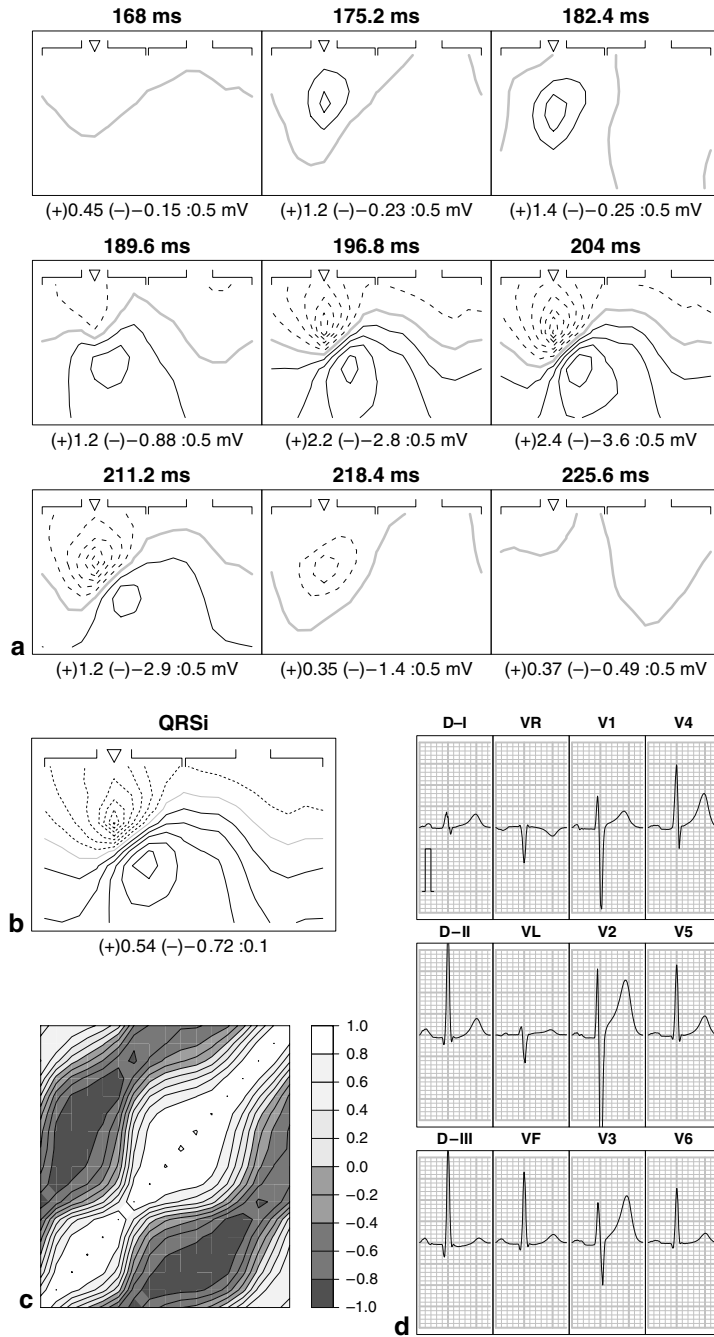 168 ms
175.2 ms
182.4 ms
(+)0.45 (−)−0.15 :0.5 mV
(+)1.2 (−)−0.23 :0.5 mV
(+)1.4 (−)−0.25 :0.5 mV
189.6 ms
196.8 ms
204 ms
(+)1.2 (−)−0.88 :0.5 mV
(+)2.2 (−)−2.8 :0.5 mV
(+)2.4 (−)−3.6 :0.5 mV
211.2 ms
218.4 ms
225.6 ms
a
(+)1.2 (−)−2.9 :0.5 mV
(+)0.35 (−)−1.4 :0.5 mV
(+)0.37 (−)−0.49 :0.5 mV
QRSi
b
(+)0.54 (−)−0.72 :0.1
1.0
0.8
0.6
0.4
0.2
0.0
−0.2
−0.4
−0.6
−0.8
−1.0
c
D−I
VR
V1
V4
D−II
VL
V2
V5
D−III
VF
V3
V6
d